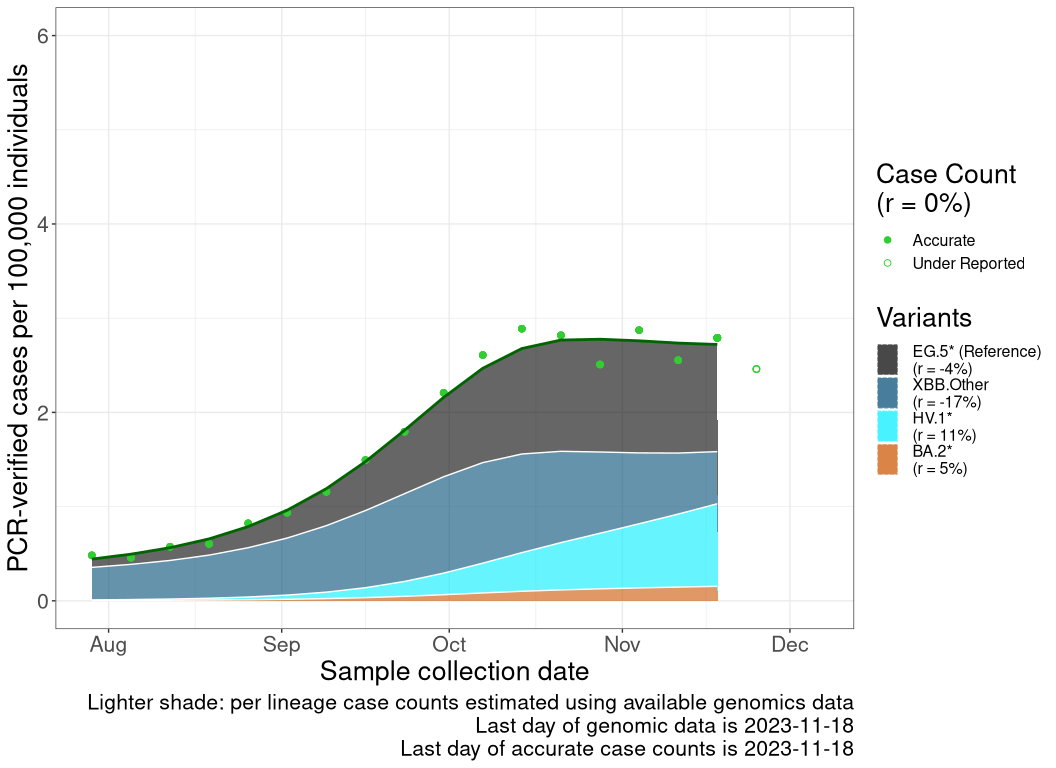 PCR-verified cases per 100,000 individuals
6
4
2
0
Aug Sep Oct Nov Dec
Sample collection date
Lighter shade: per lineage case counts estimated using available genomics data
Last day of genomic data is 2023-11-18
Last day of accurate case counts is 2023-11-18
Case Count
(r = 0%)
Accurate
Under Reported
Variants
EG.5* (Reference)
(r = -4%)
XBB.Other
(r = -17%)
HV.1*
(r = 11%)
BA.2*
(r = 5%)